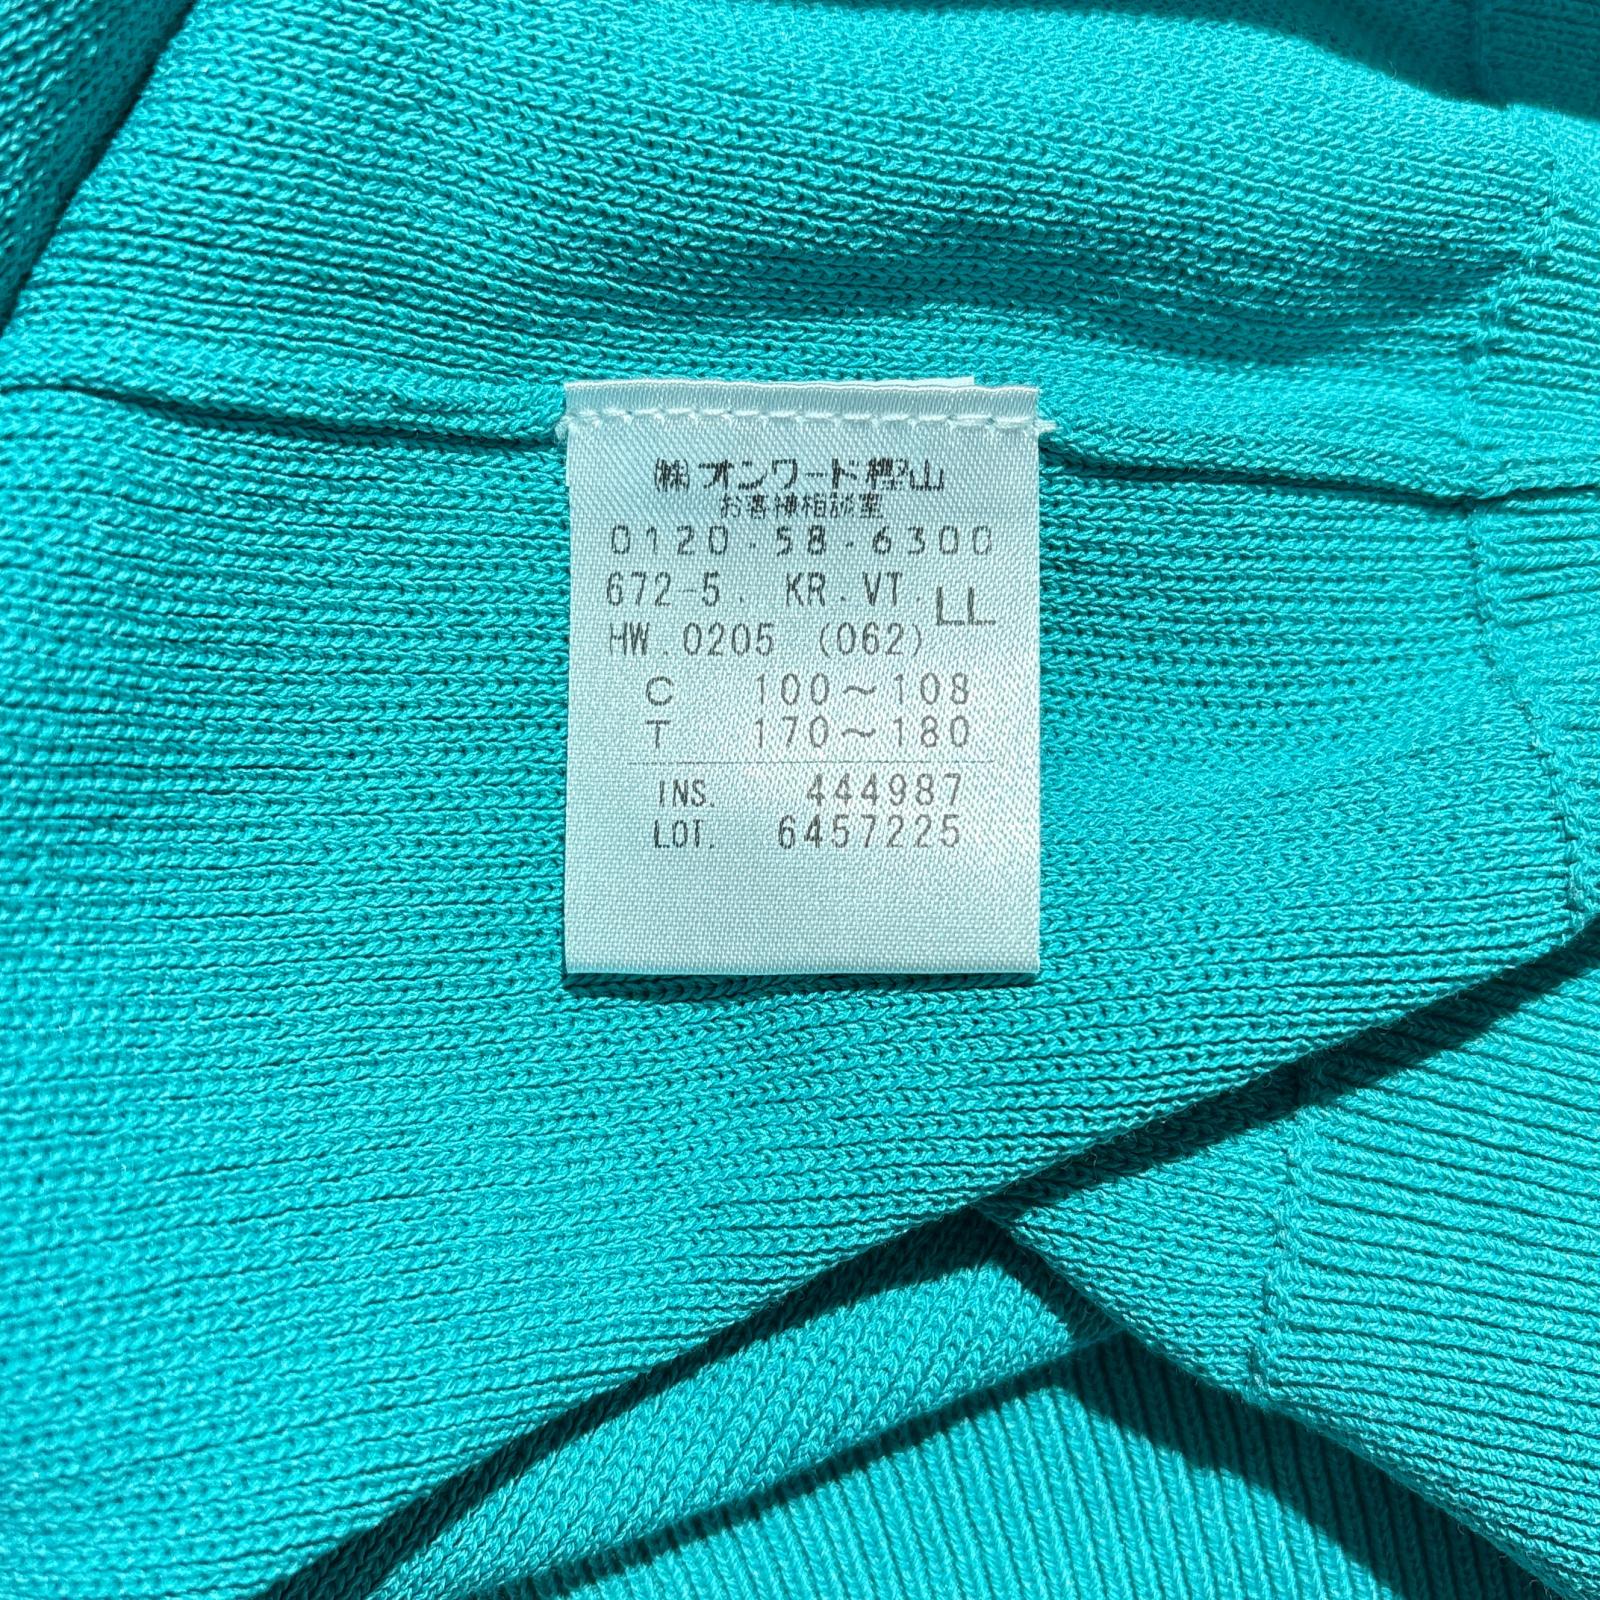 ㈱オンワード樫山
お客様相談室
0120-58-6300
672-5. KR.VT. LL
HW.0205 (062)
C 100～108
T 170～180
INS. 444987
LOT. 6457225